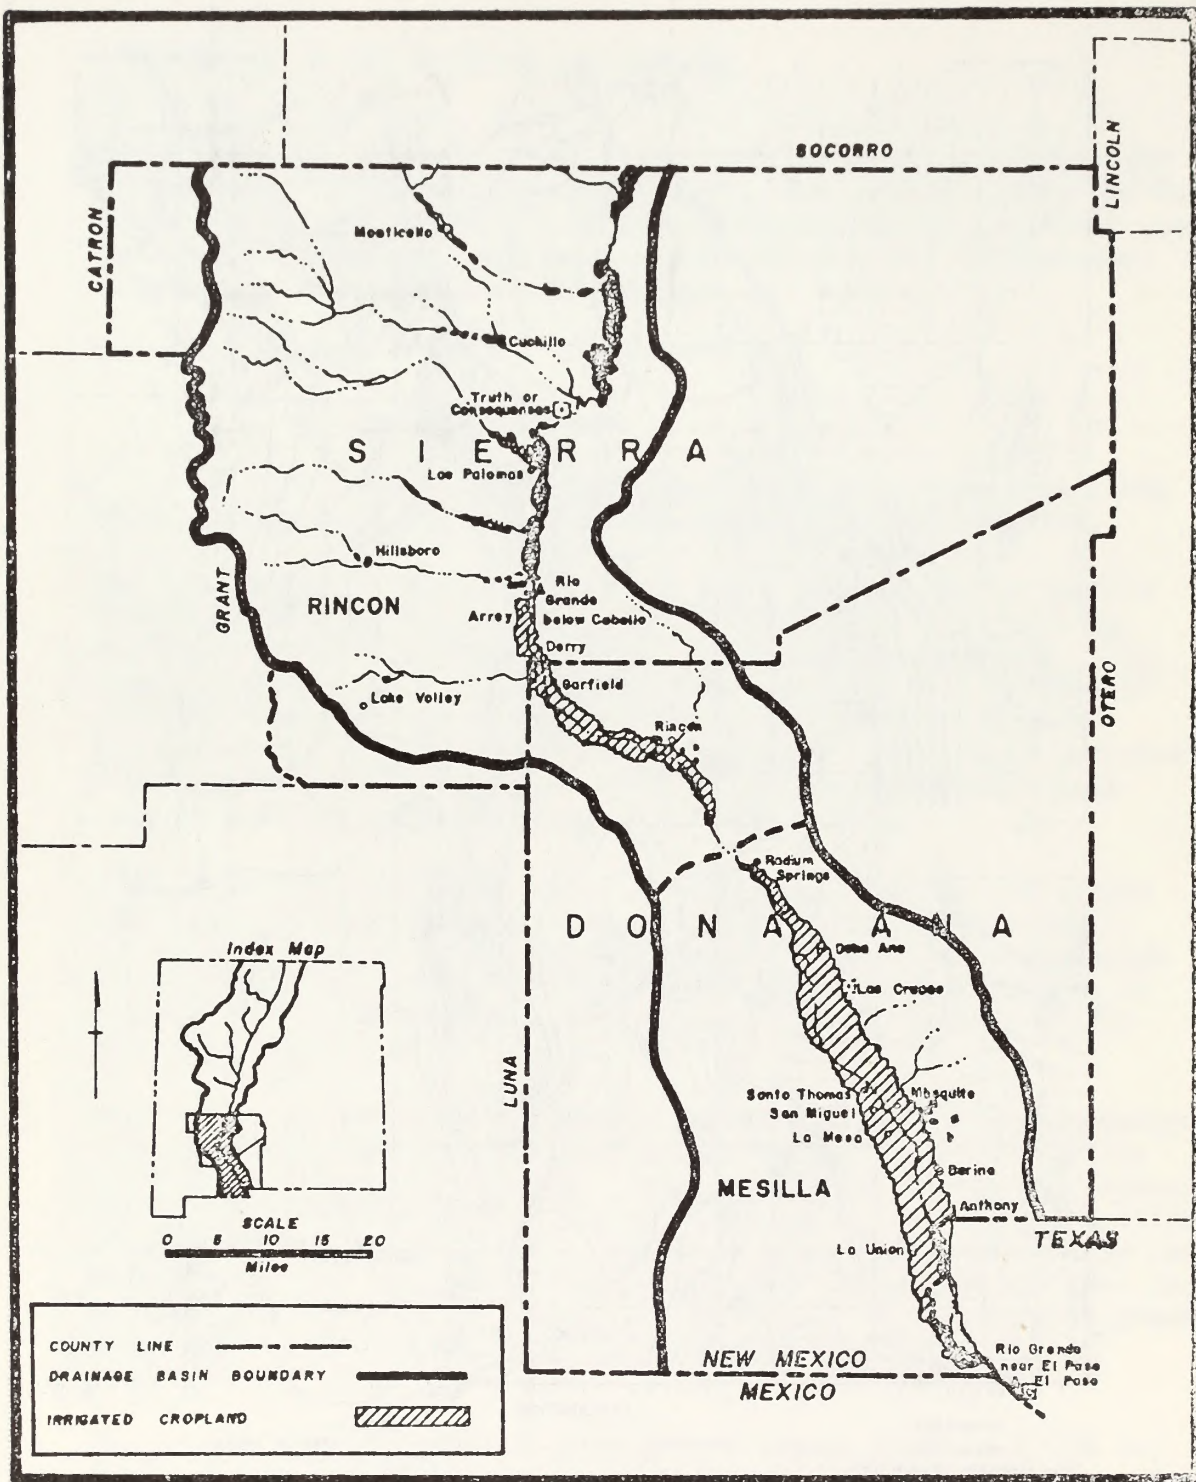 SOCORRO
LINCOLN
CATRON
Monticello
Cuchillo
Truth or
Consequences
SIERRA
Las Palomas
Hillsboro
GRANT
RINCON
Rio
Grande
below Caballo
Arrey
Derry
Garfield
Lake Valley
Rincon
OTERO
Radium
Springs
DONA ANA
Dona Ana
Las Cruces
Index Map
LUNA
Santo Thomas
Mesquite
San Miguel
La Mesa
Berino
MESILLA
Anthony
TEXAS
La Union
SCALE
0 5 10 15 20
Miles
COUNTY LINE
DRAINAGE BASIN BOUNDARY
IRRIGATED CROPLAND
NEW MEXICO
MEXICO
Rio Grande
near El Paso
El Paso